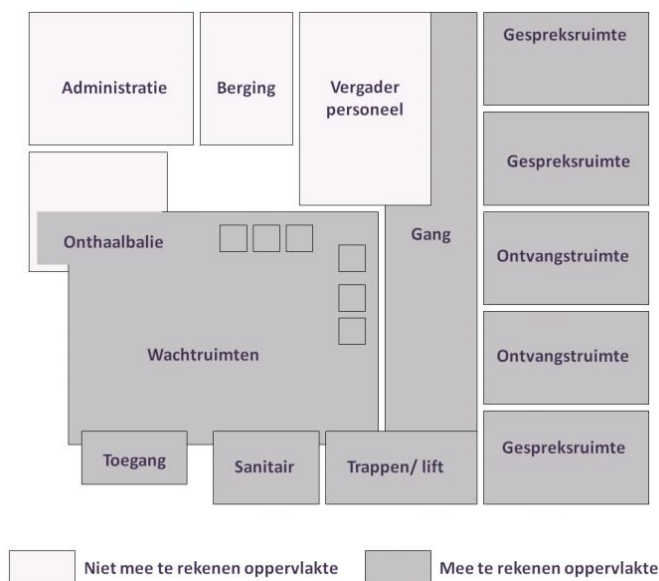 Gespreksruimte
Administratie
Berging
Vergader
personeel
Gespreksruimte
Onthaalbalie
Gang
Ontvangstruimte
Wachtruimten
Ontvangstruimte
Toegang
Sanitair
Trappen/ lift
Gespreksruimte
Niet mee te rekenen oppervlakte
Mee te rekenen oppervlakte